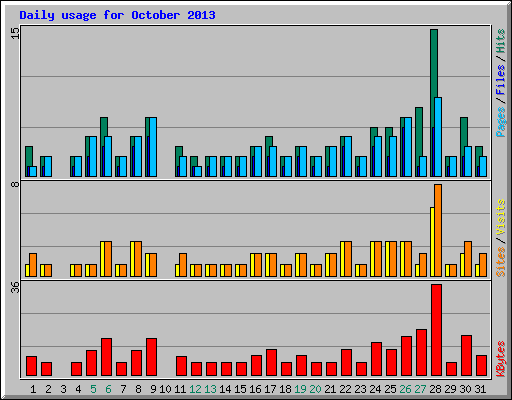 Daily usage for October 2013
15
8
36
Pages / Files / Hits
Sites / Visits
KBytes
1 2 3 4 5 6 7 8 9 10 11 12 13 14 15 16 17 18 19 20 21 22 23 24 25 26 27 28 29 30 31